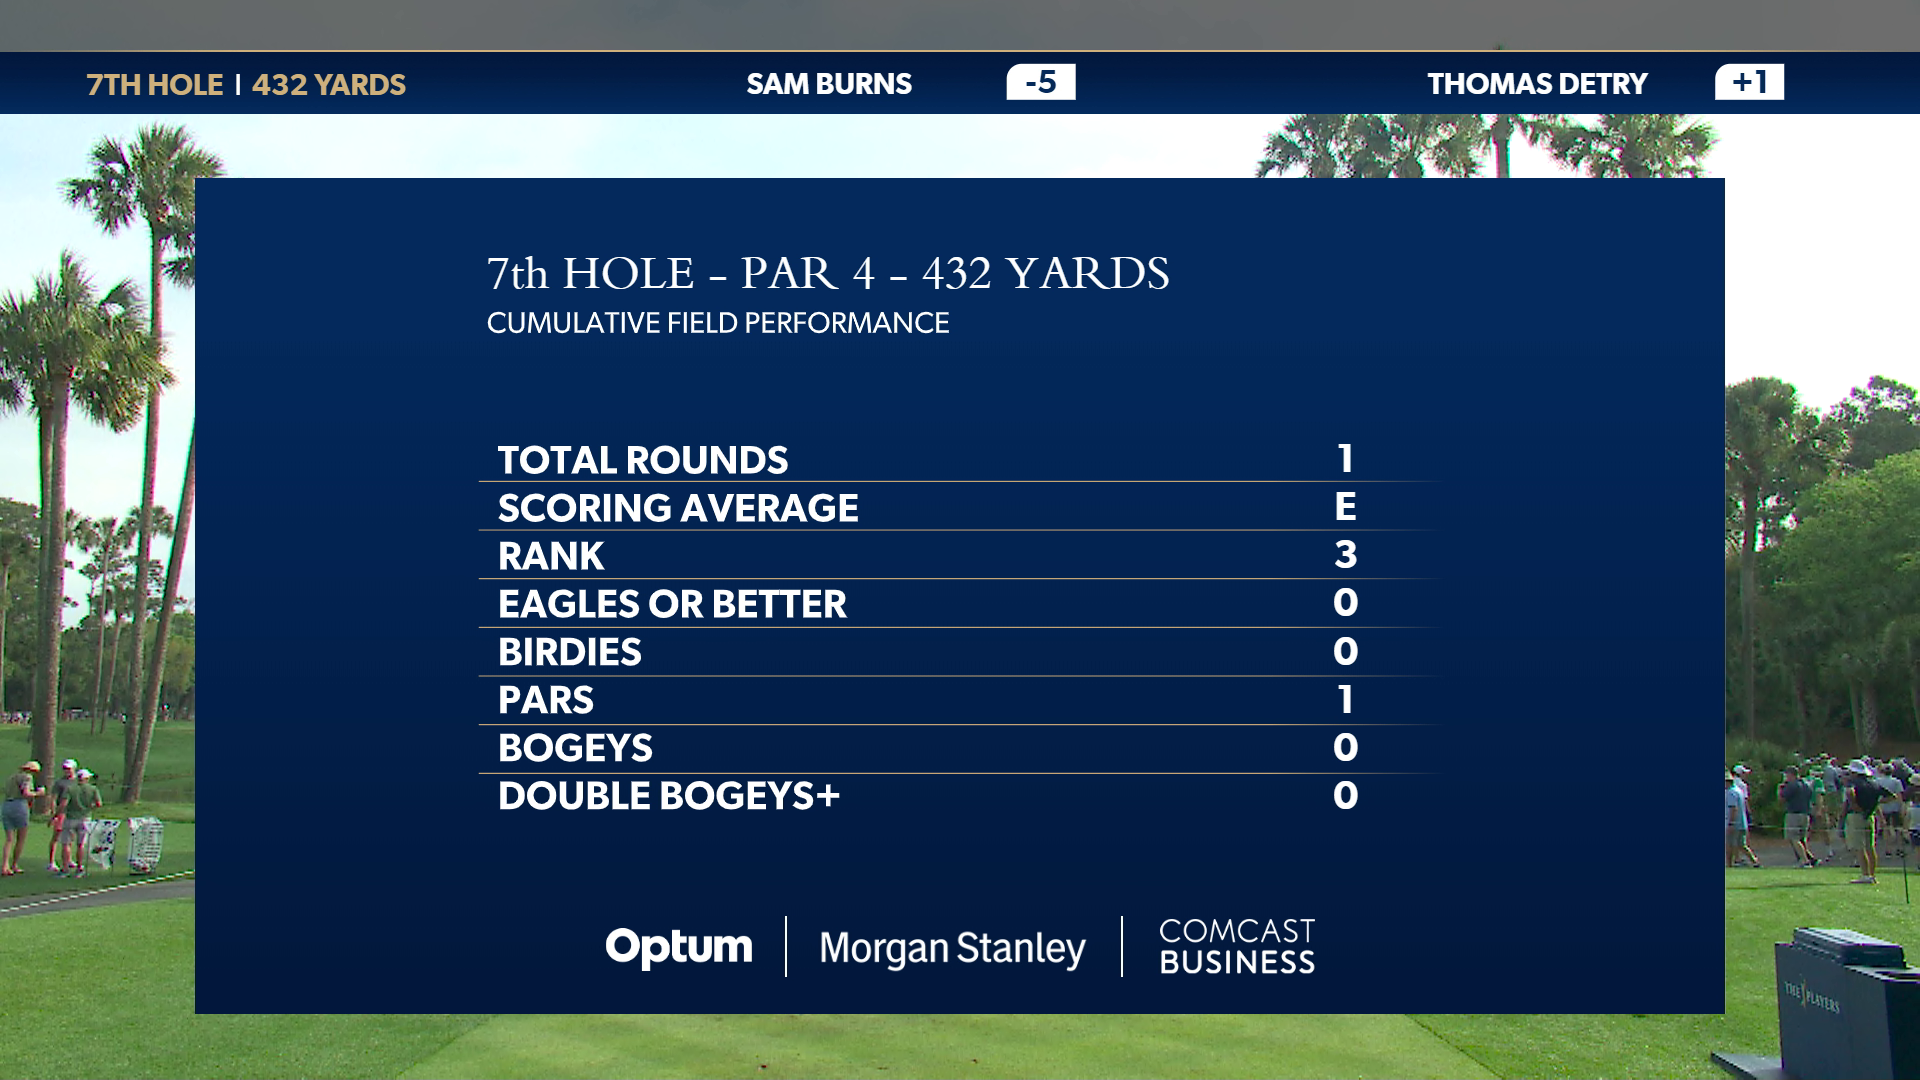 7TH HOLE | 432 YARDS
SAM BURNS
-5
THOMAS DETRY
+1
7th HOLE – PAR 4 – 432 YARDS
CUMULATIVE FIELD PERFORMANCE
TOTAL ROUNDS 1
SCORING AVERAGE E
RANK 3
EAGLES OR BETTER 0
BIRDIES 0
PARS 1
BOGEYS 0
DOUBLE BOGEYS+ 0
Optum
Morgan Stanley
COMCAST
BUSINESS
THE PLAYERS